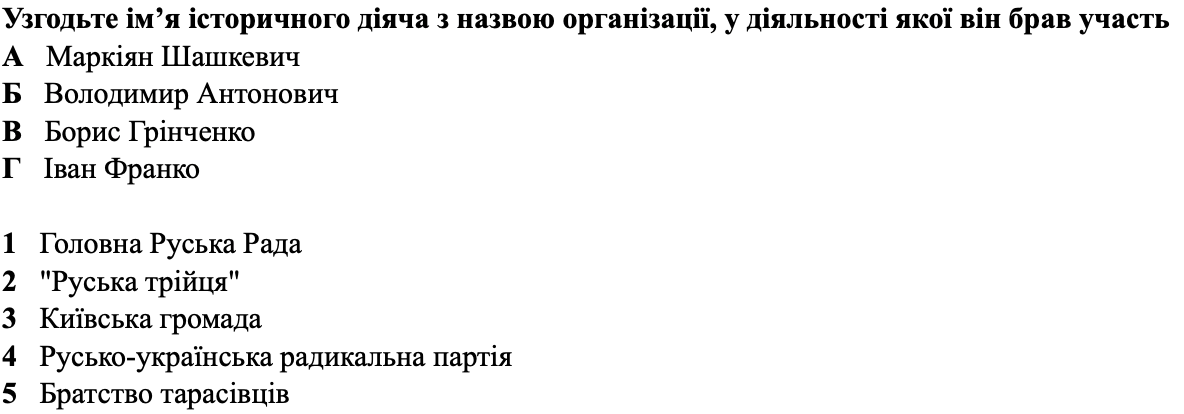 Узгодьте ім’я історичного діяча з назвою організації, у діяльності якої він брав участь
А Маркіян Шашкевич
Б Володимир Антонович
В Борис Грінченко
Г Іван Франко
1 Головна Руська Рада
2 "Руська трійця"
3 Київська громада
4 Русько-українська радикальна партія
5 Братство тарасівців